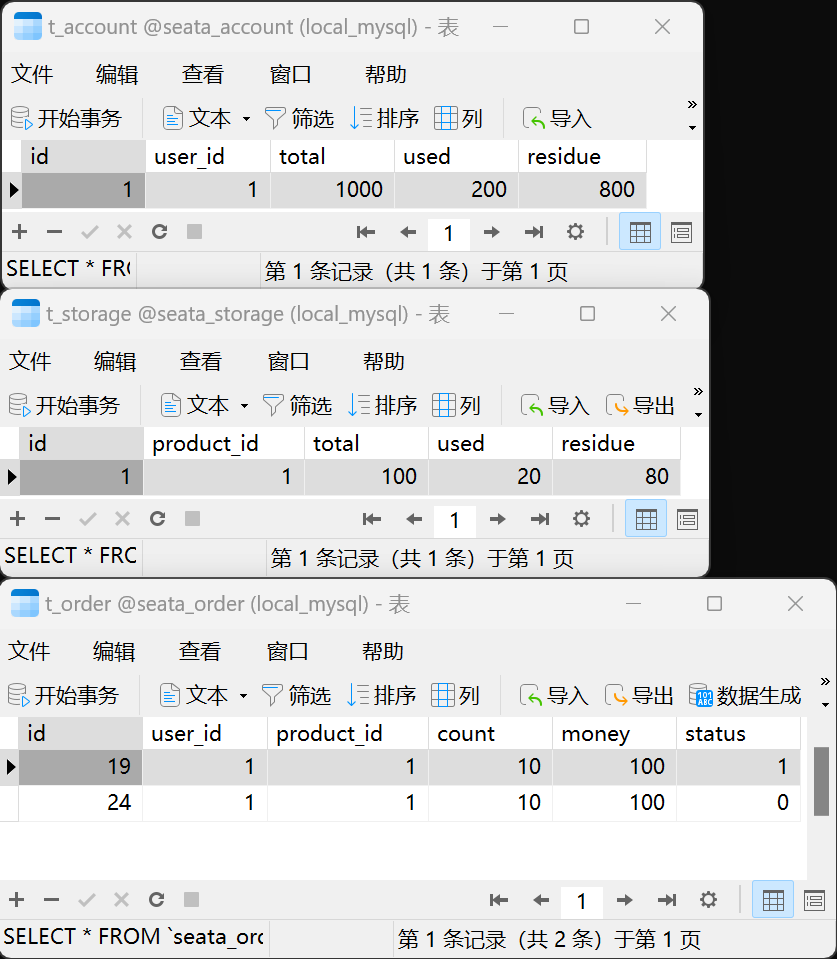 t_account @seata_account (local_mysql) - 表
文件 编辑 查看 窗口 帮助
开始事务 文本 筛选 排序 列 导入
id user_id total used residue
1 1 1000 200 800
1
SELECT * FRO 第 1 条记录（共 1 条）于第 1 页
t_storage @seata_storage (local_mysql) - 表
文件 编辑 查看 窗口 帮助
开始事务 文本 筛选 排序 列 导入 导出
id product_id total used residue
1 1 100 20 80
1
SELECT * FRO 第 1 条记录（共 1 条）于第 1 页
t_order @seata_order (local_mysql) - 表
文件 编辑 查看 窗口 帮助
开始事务 文本 筛选 排序 列 导入 导出 数据生成
id user_id product_id count money status
19 1 1 10 100 1
24 1 1 10 100 0
1
SELECT * FROM `seata_ord 第 1 条记录（共 2 条）于第 1 页